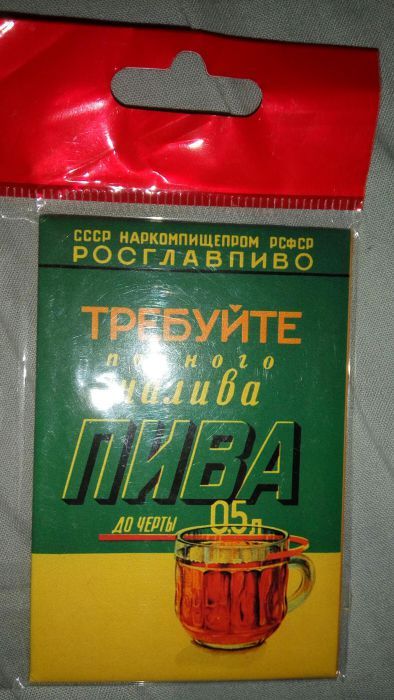 СССР НАРКОМПИЩЕПРОМ РСФСР
РОСГЛАВПИВО
ТРЕБУЙТЕ
полного
налива
ПИВА
ДО ЧЕРТЫ 0,5 л